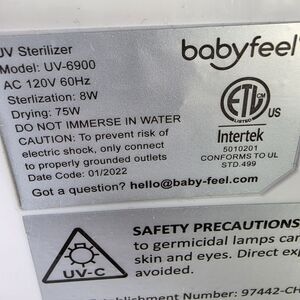 UV Sterilizer
babyfeel
Model: UV-6900
AC 120V 60Hz
Sterlization: 8W
Drying: 75W
ETL
US
Intertek
5010201
CONFORMS TO UL
STD.499
DO NOT IMMERSE IN WATER
CAUTION: To prevent risk of
electric shock, only connect
to properly grounded outlets
Date Code: 01/2022
Got a question? hello@baby-feel.com
UV-C
SAFETY PRECAUTIONS
to germicidal lamps can
skin and eyes. Direct exp
avoided.
Establishment Number: 97442-CH